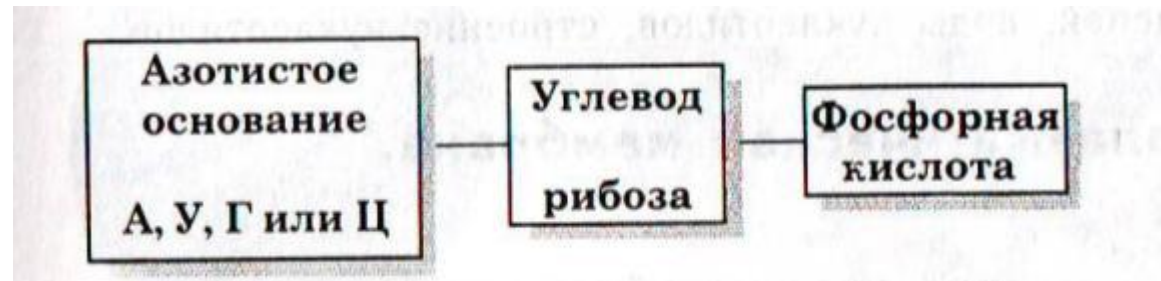 Азотистое
основание
А, У, Г или Ц
Углевод
рибоза
Фосфорная
кислота